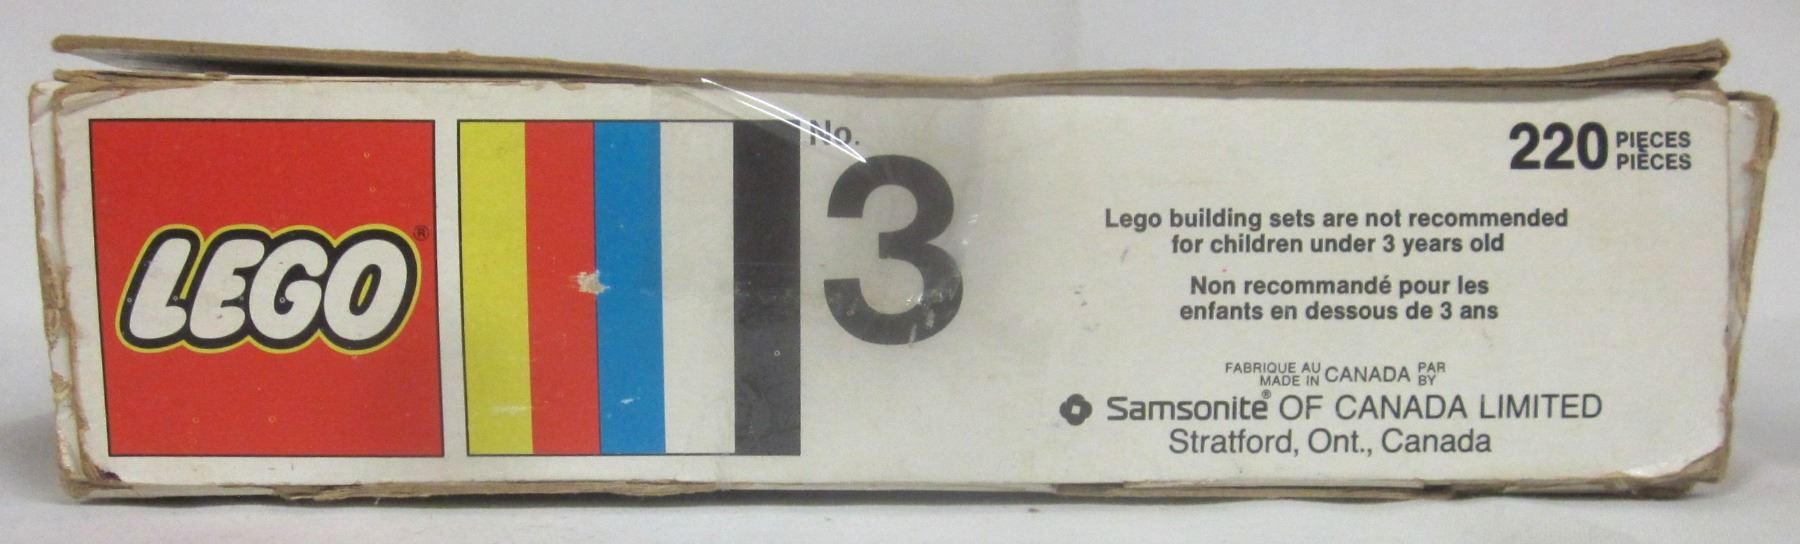 LEGO®
No.
3
220 PIECES
PIÈCES
Lego building sets are not recommended
for children under 3 years old
Non recommandé pour les
enfants en dessous de 3 ans
FABRIQUE AU
MADE IN CANADA PAR
BY
Samsonite® OF CANADA LIMITED
Stratford, Ont., Canada